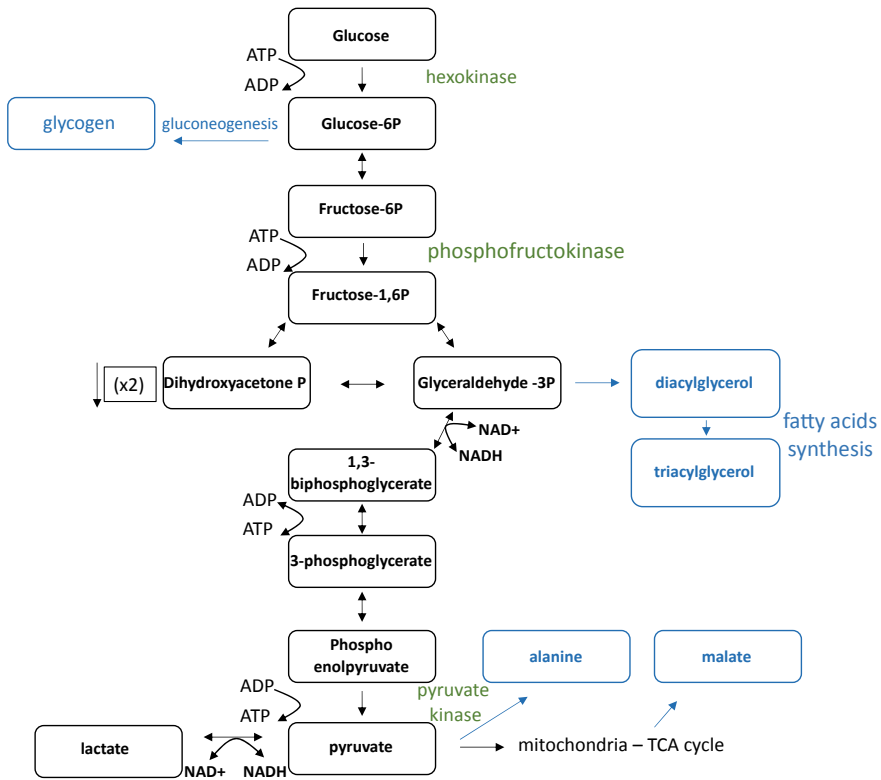 Glucose
ATP
ADP
hexokinase
glycogen
gluconeogenesis
Glucose-6P
Fructose-6P
ATP
ADP
phosphofructokinase
Fructose-1,6P
(x2)
Dihydroxyacetone P
Glyceraldehyde -3P
diacylglycerol
fatty acids
synthesis
NAD+
NADH
triacylglycerol
1,3-
biphosphoglycerate
ADP
ATP
3-phosphoglycerate
Phospho
enolpyruvate
alanine
malate
ADP
ATP
pyruvate
kinase
lactate
NAD+
NADH
pyruvate
mitochondria – TCA cycle